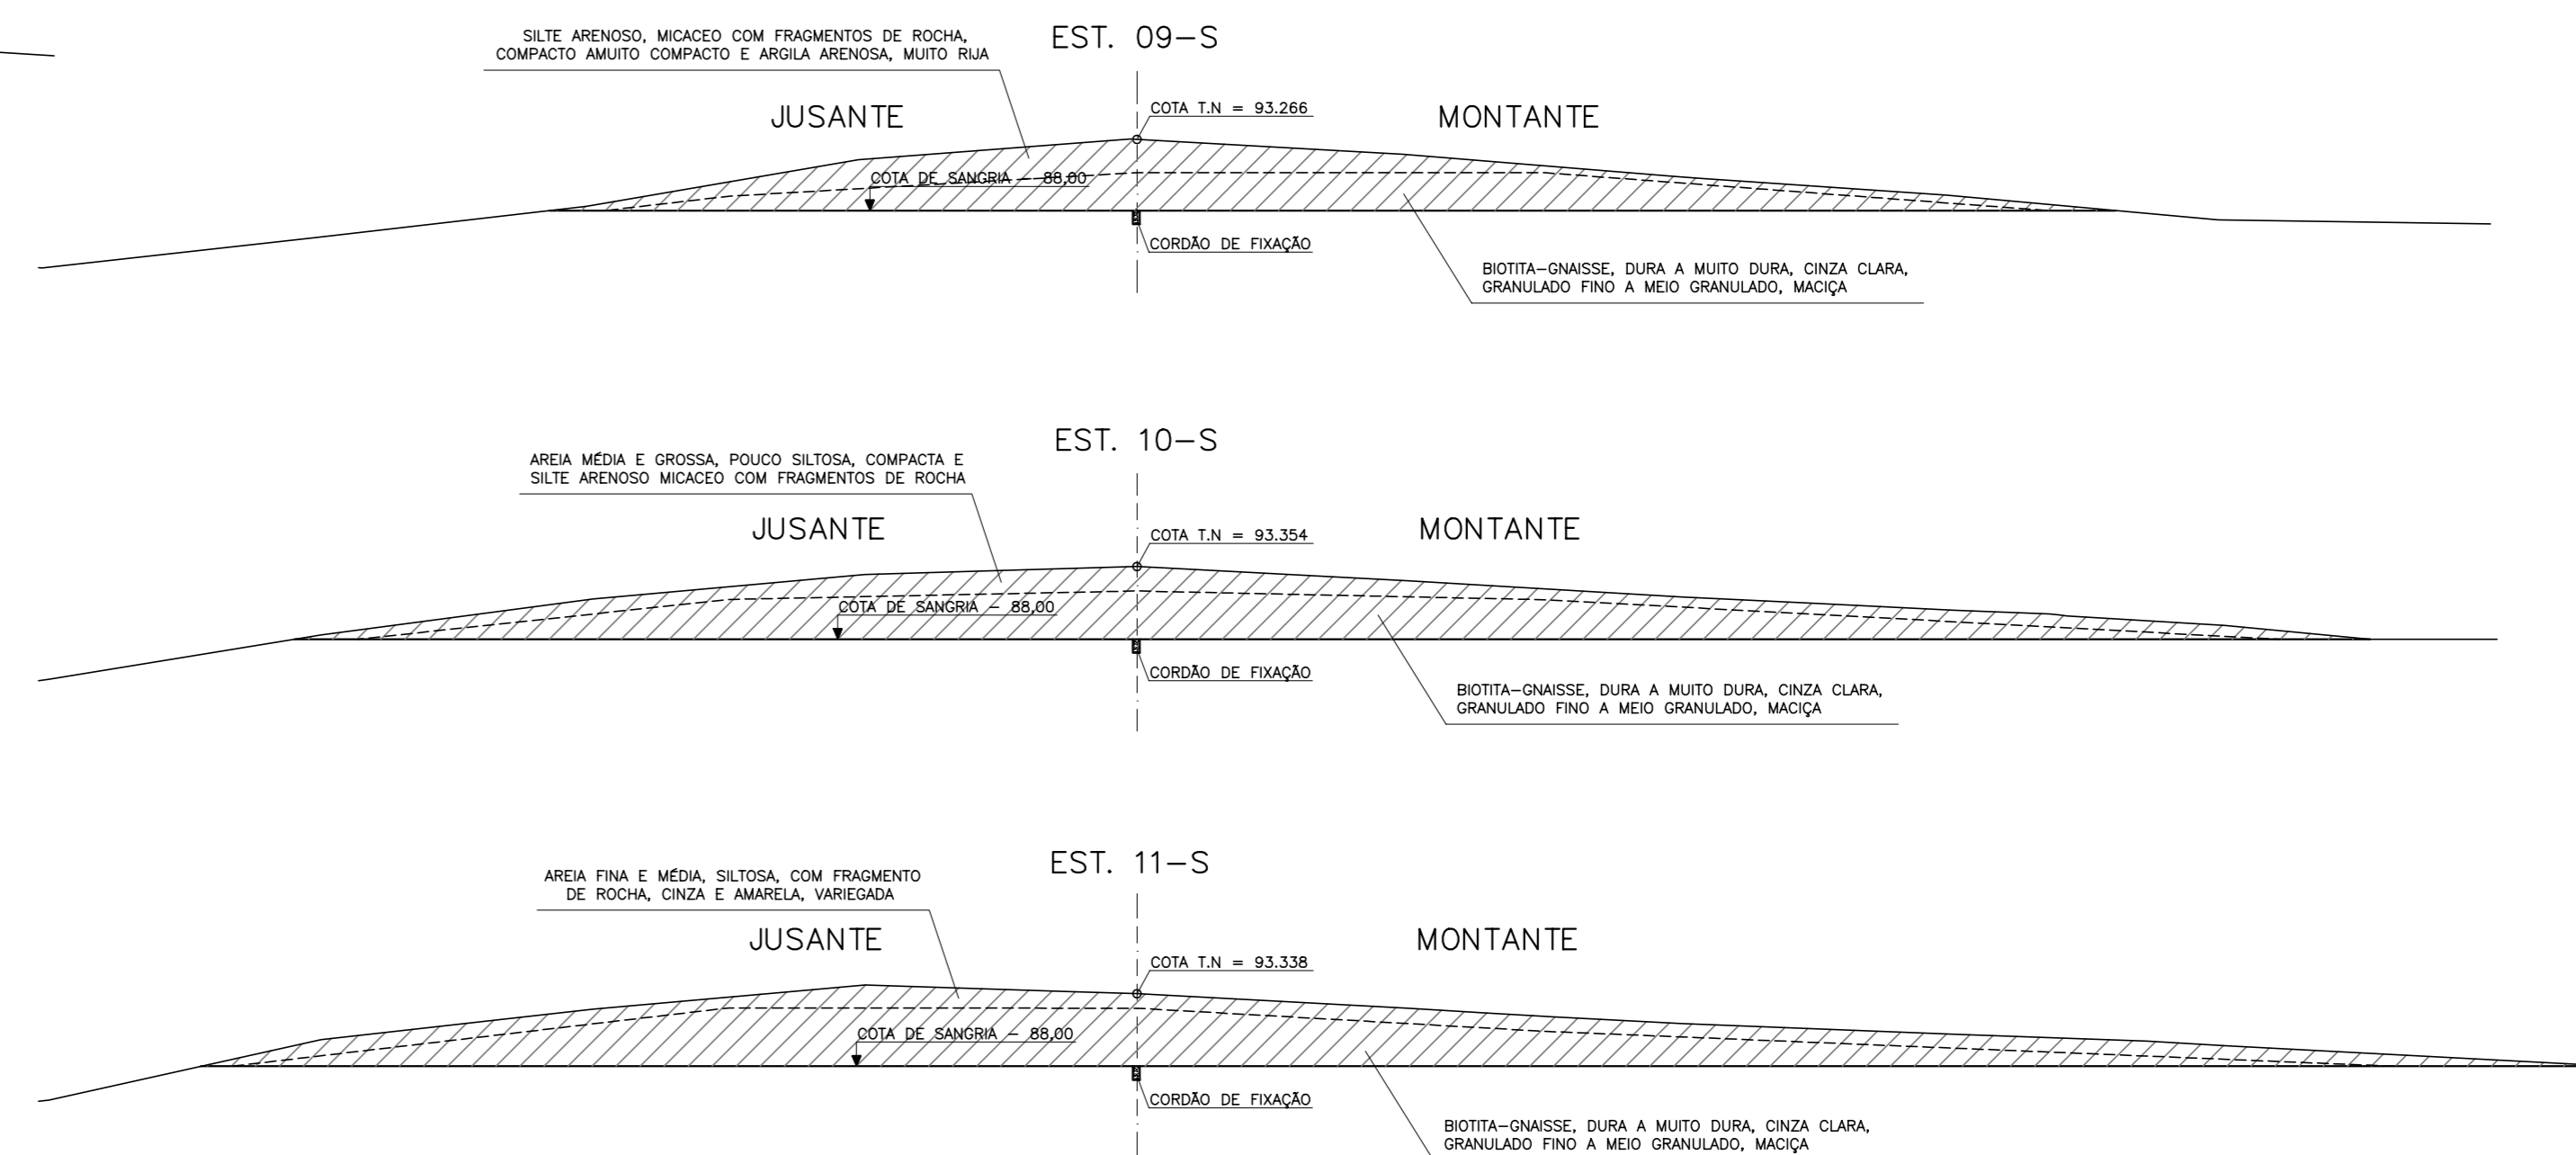 EST. 09-S
SILTE ARENOSO, MICACEO COM FRAGMENTOS DE ROCHA,
COMPACTO AMUITO COMPACTO E ARGILA ARENOSA, MUITO RIJA
JUSANTE
COTA T.N = 93.266
MONTANTE
COTA DE SANGRIA - 88,00
CORDÃO DE FIXAÇÃO
BIOTITA-GNAISSE, DURA A MUITO DURA, CINZA CLARA,
GRANULADO FINO A MEIO GRANULADO, MACIÇA
EST. 10-S
AREIA MÉDIA E GROSSA, POUCO SILTOSA, COMPACTA E
SILTE ARENOSO MICACEO COM FRAGMENTOS DE ROCHA
JUSANTE
COTA T.N = 93.354
MONTANTE
COTA DE SANGRIA - 88,00
CORDÃO DE FIXAÇÃO
BIOTITA-GNAISSE, DURA A MUITO DURA, CINZA CLARA,
GRANULADO FINO A MEIO GRANULADO, MACIÇA
EST. 11-S
AREIA FINA E MÉDIA, SILTOSA, COM FRAGMENTO
DE ROCHA, CINZA E AMARELA, VARIEGADA
JUSANTE
COTA T.N = 93.338
MONTANTE
COTA DE SANGRIA - 88,00
CORDÃO DE FIXAÇÃO
BIOTITA-GNAISSE, DURA A MUITO DURA, CINZA CLARA,
GRANULADO FINO A MEIO GRANULADO, MACIÇA